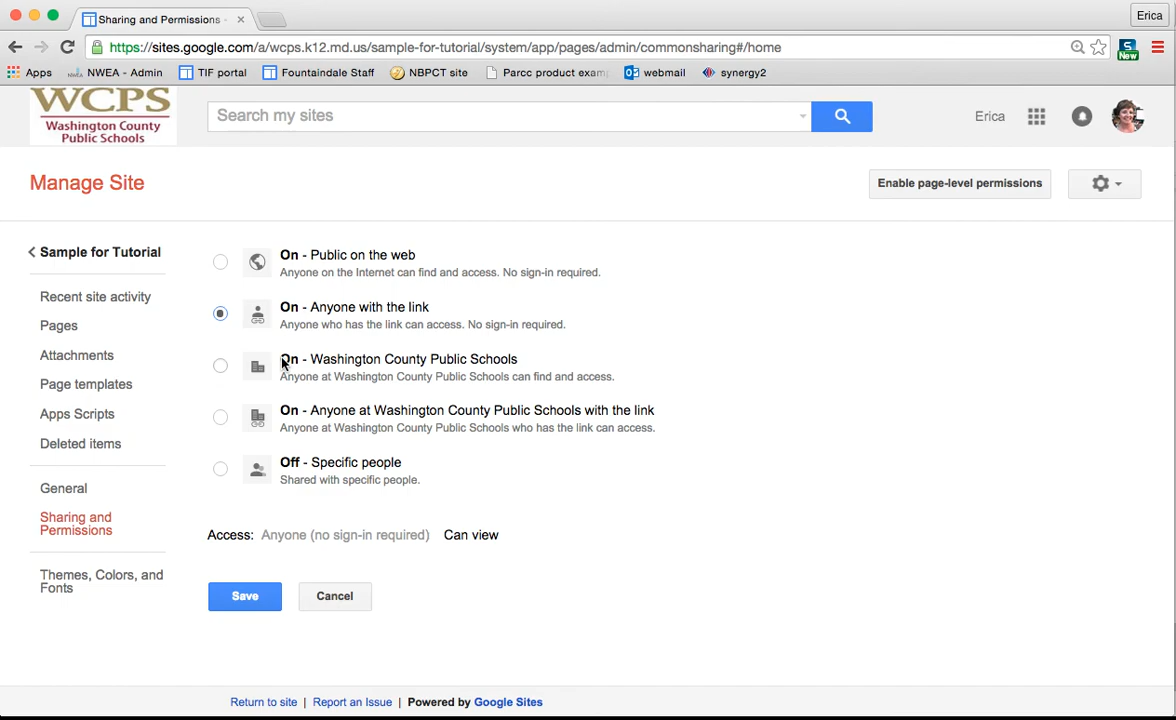 Sharing and Permissions -
Erica
https://sites.google.com/a/wcps.k12.md.us/sample-for-tutorial/system/app/pages/admin/commonsharing#/home
New
Apps NWEA - Admin TIF portal Fountaindale Staff NBPCT site Parcc product exam webmail synergy2
WCPS
Washington County
Public Schools
Search my sites
Erica
Manage Site
Enable page-level permissions
Sample for Tutorial
Recent site activity
Pages
Attachments
Page templates
Apps Scripts
Deleted items
General
Sharing and
Permissions
Themes, Colors, and
Fonts
On - Public on the web
Anyone on the Internet can find and access. No sign-in required.
On - Anyone with the link
Anyone who has the link can access. No sign-in required.
On - Washington County Public Schools
Anyone at Washington County Public Schools can find and access.
On - Anyone at Washington County Public Schools with the link
Anyone at Washington County Public Schools who has the link can access.
Off - Specific people
Shared with specific people.
Access: Anyone (no sign-in required) Can view
Save Cancel
Return to site | Report an Issue | Powered by Google Sites